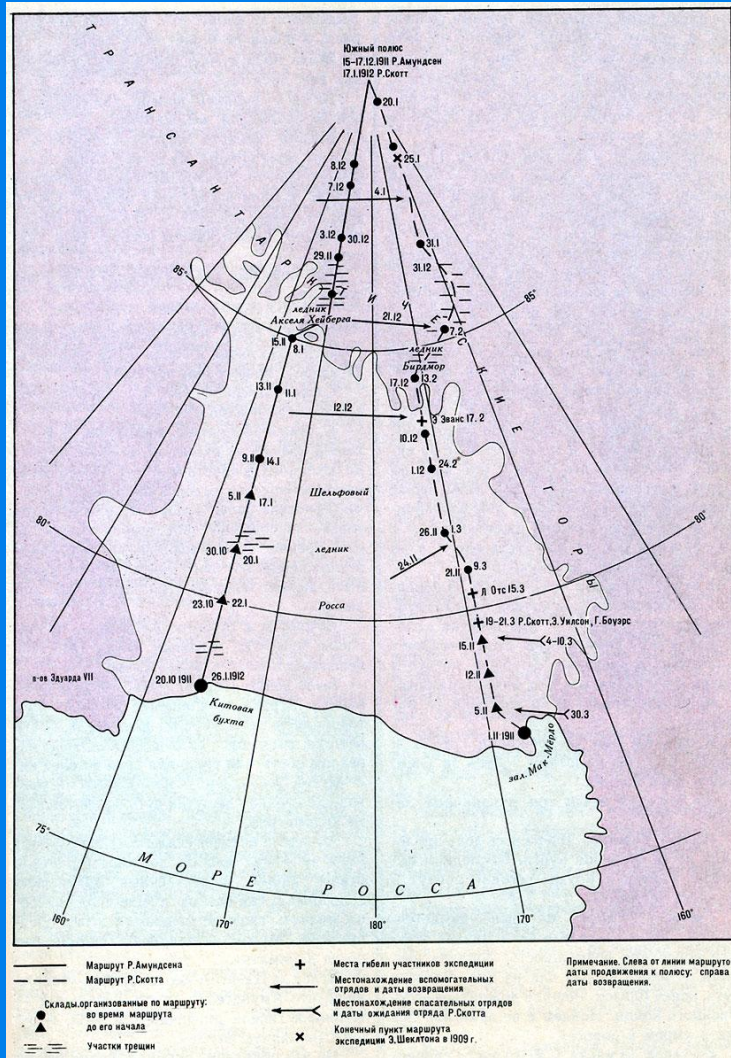 Южный полюс
15-17.12.1911 Р.Амундсен
17.1.1912 Р.Скотт
ТРАНСАНТАРКТИЧЕСКИЕ ГОРЫ
20.1
25.1
8.12
7.12
4.1
3.12 30.12
29.11
31.1
31.12
85°
85°
ледник
Акселя Хейберга
21.12
7.2
15.11 8.1
ледник
Бирдмор
17.12 13.2
13.11 11.1
12.12
Э Эванс 17.2
10.12
9.11 14.1
1.12 24.2
5.11 17.1
Шельфовый
80°
80°
30.10 20.1
ледник
26.11 1.3
24.11
21.11 9.3
23.10 22.1
Росса
Л Отс 15.3
19-21.3 Р.Скотт,Э.Уилсон,Г.Боуэрс
15.11 4-10.3
п-ов Эдуарда VII
20.10 1911 26.1.1912
12.11
Китовая
бухта
5.11 30.3
1.11 1911
зал. Мак-Мёрдо
75°
75°
МОРЕ РОССА
160°
170°
180°
170°
160°
Маршрут Р.Амундсена
Маршрут Р.Скотта
Склады,организованные по маршруту:
во время маршрута
до его начала
Участки трещин
Места гибели участников экспедиции
Местонахождение вспомогательных
отрядов и даты возвращения
Местонахождение спасательных отрядов
и даты ожидания отряда Р.Скотта
Конечный пункт маршрута
экспедиции Э.Шеклтона в 1909 г.
Примечание. Слева от линии маршруто
даты продвижения к полюсу; справа
даты возвращения.